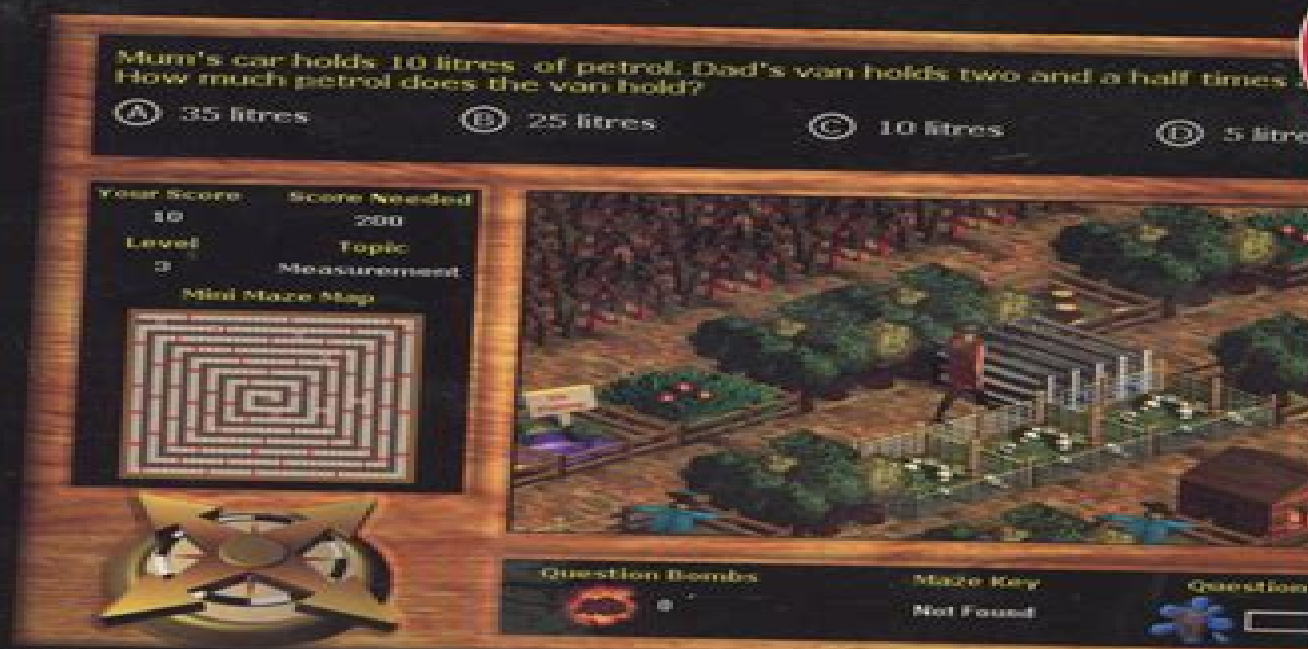 Mum's car holds 10 litres of petrol. Dad's van holds two and a half times
How much petrol does the van hold?
A 35 litres B 25 litres C 10 litres D 5
Your Score Score Needed
10 200
Level Topic
3 Measurement
Mini Maze Map
Question Bombs Maze Key Question
0 Not Found